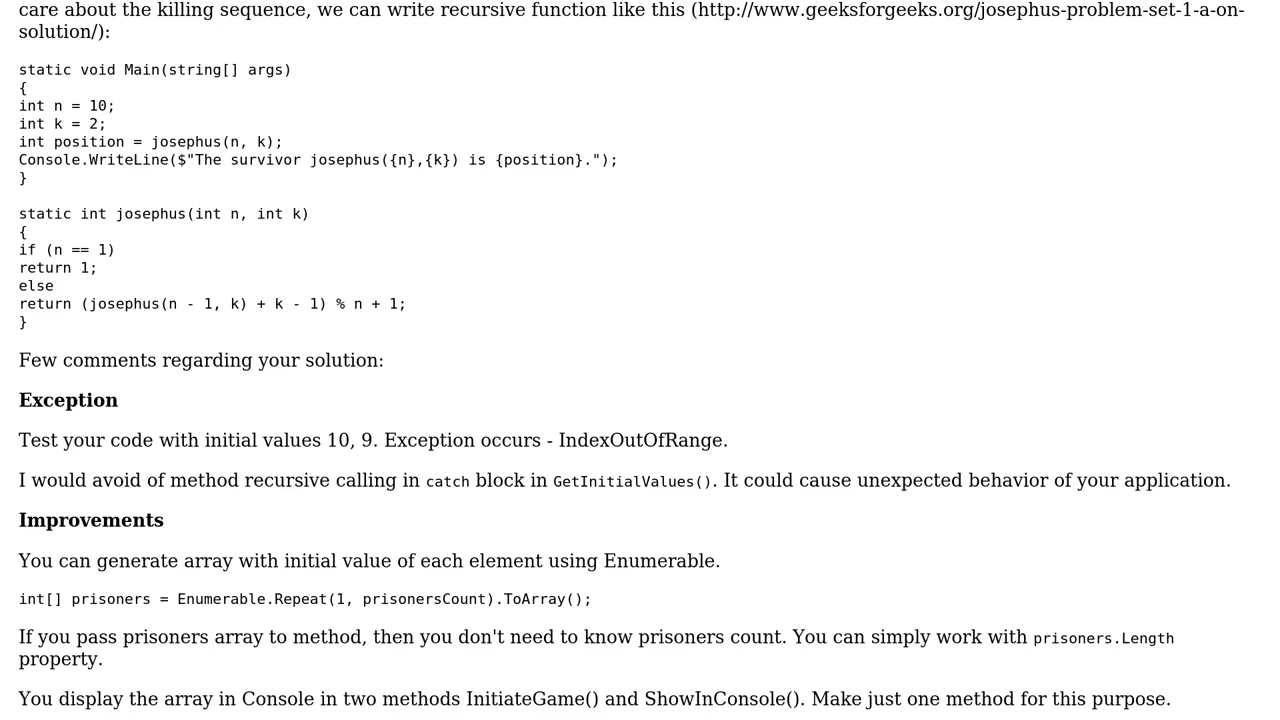 care about the killing sequence, we can write recursive function like this (http://www.geeksforgeeks.org/josephus-problem-set-1-a-on-
solution/):
static void Main(string[] args)
{
int n = 10;
int k = 2;
int position = josephus(n, k);
Console.WriteLine($"The survivor josephus({n},{k}) is {position}.");
}
static int josephus(int n, int k)
{
if (n == 1)
return 1;
else
return (josephus(n - 1, k) + k - 1) % n + 1;
}
Few comments regarding your solution:
Exception
Test your code with initial values 10, 9. Exception occurs - IndexOutOfRange.
I would avoid of method recursive calling in catch block in GetInitialValues(). It could cause unexpected behavior of your application.
Improvements
You can generate array with initial value of each element using Enumerable.
int[] prisoners = Enumerable.Repeat(1, prisonersCount).ToArray();
If you pass prisoners array to method, then you don't need to know prisoners count. You can simply work with prisoners.Length
property.
You display the array in Console in two methods InitiateGame() and ShowInConsole(). Make just one method for this purpose.